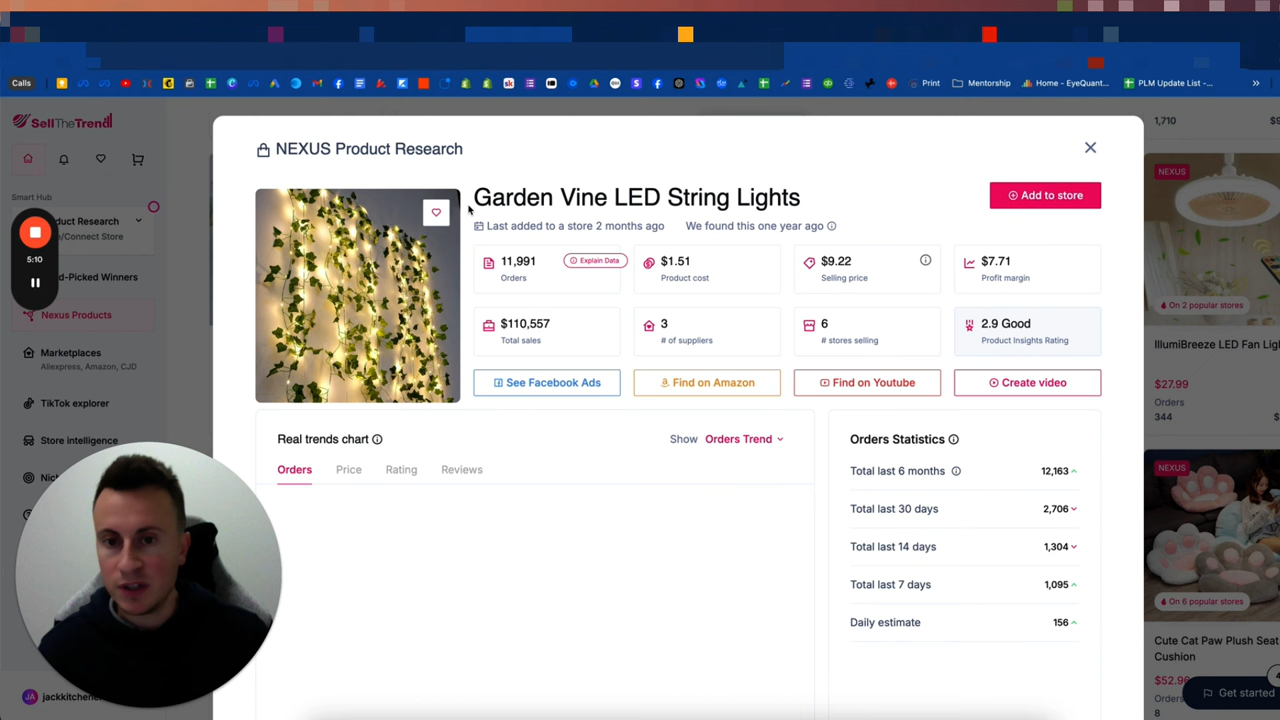 Calls
Print
Mentorship
Home - EyeQuant...
PLM Update List -...
»
SellTheTrend
Smart Hub
duct Research
e/Connect Store
5:10
d-Picked Winners
Nexus Products
Marketplaces
Aliexpress, Amazon, CJD
TikTok explorer
Store intelligence
Nic
jackkitchene
NEXUS Product Research
Garden Vine LED String Lights
Add to store
Last added to a store 2 months ago
We found this one year ago
11,991
Orders
Explain Data
$1.51
Product cost
$9.22
Selling price
$7.71
Profit margin
$110,557
Total sales
3
# of suppliers
6
# stores selling
2.9 Good
Product Insights Rating
See Facebook Ads
Find on Amazon
Find on Youtube
Create video
Real trends chart
Show Orders Trend
Orders
Price
Rating
Reviews
Orders Statistics
Total last 6 months 12,163
Total last 30 days 2,706
Total last 14 days 1,304
Total last 7 days 1,095
Daily estimate 156
1,710
NEXUS
On 2 popular stores
IllumiBreeze LED Fan Ligh
$27.99
Orders
344
NEXUS
On 6 popular stores
Cute Cat Paw Plush Seat
Cushion
$52.96
Orders
8
Get started